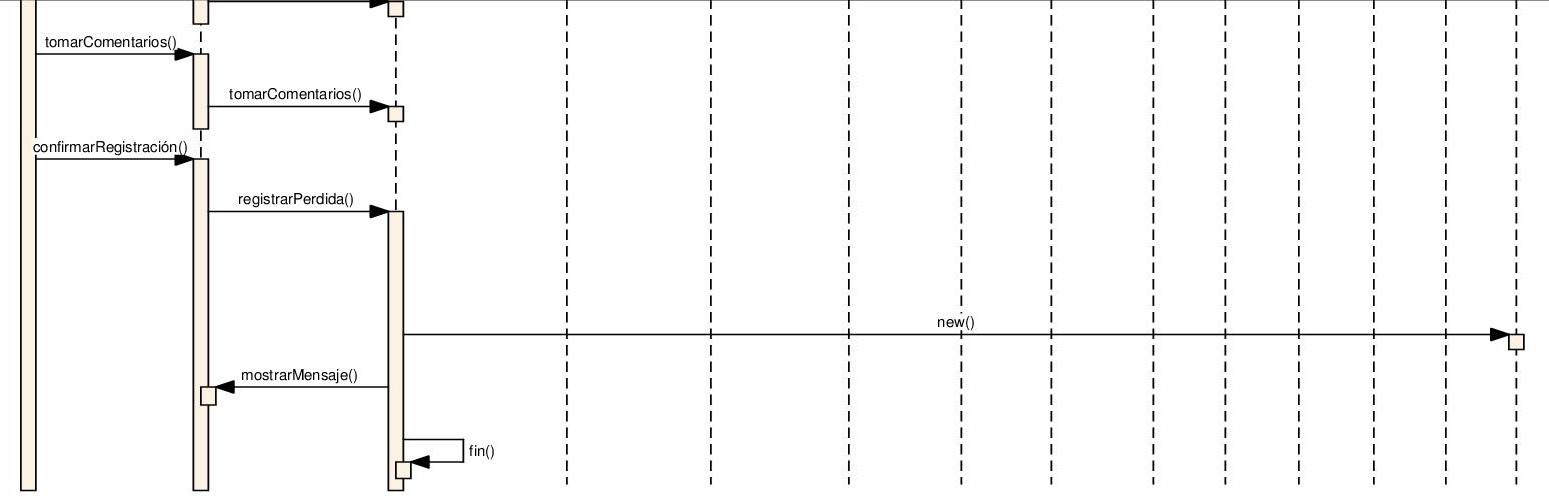 tomarComentarios()
tomarComentarios()
confirmarRegistración()
registrarPerdida()
new()
mostrarMensaje()
fin()